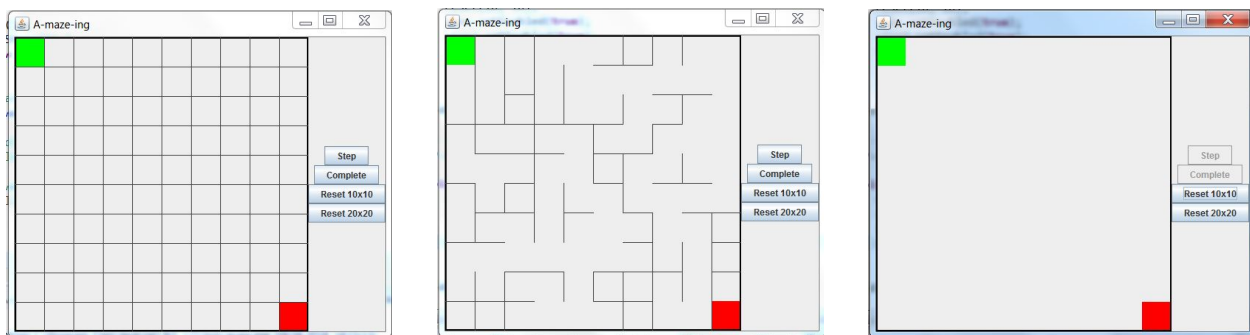 A-maze-ing
Step
Complete
Reset 10x10
Reset 20x20
A-maze-ing
Step
Complete
Reset 10x10
Reset 20x20
A-maze-ing
Step
Complete
Reset 10x10
Reset 20x20